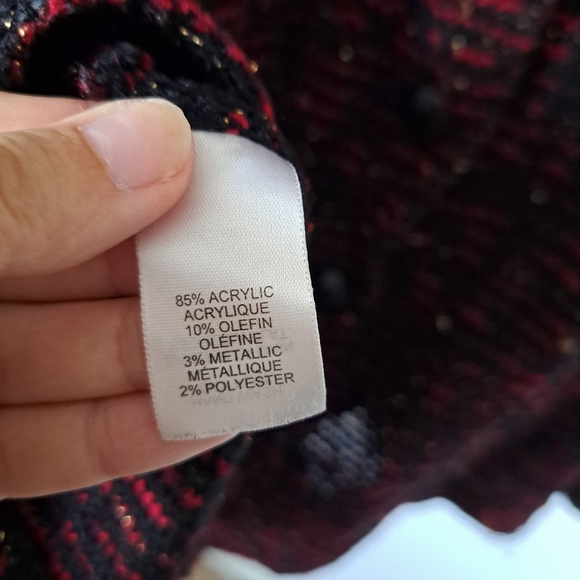 85% ACRYLIC
ACRYLIQUE
10% OLEFIN
OLÉFINE
3% METALLIC
MÉTALLIQUE
2% POLYESTER